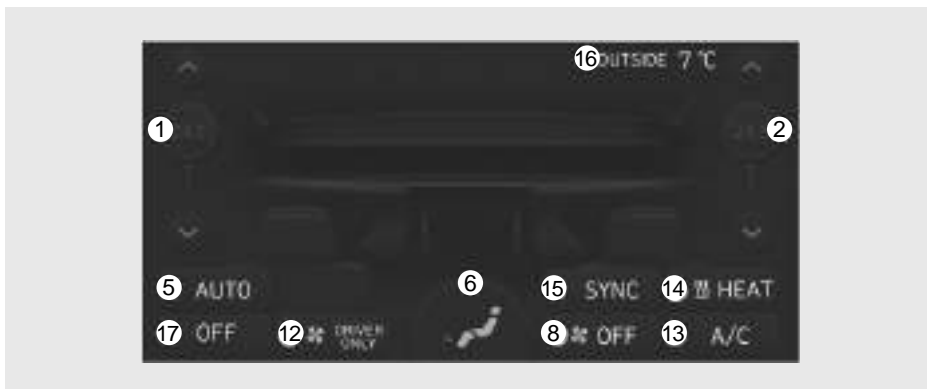 16 OUTSIDE 7 ℃
1
2
5 AUTO
6
15 SYNC
14 HEAT
17 OFF
12 DRIVER ONLY
8 OFF
13 A/C